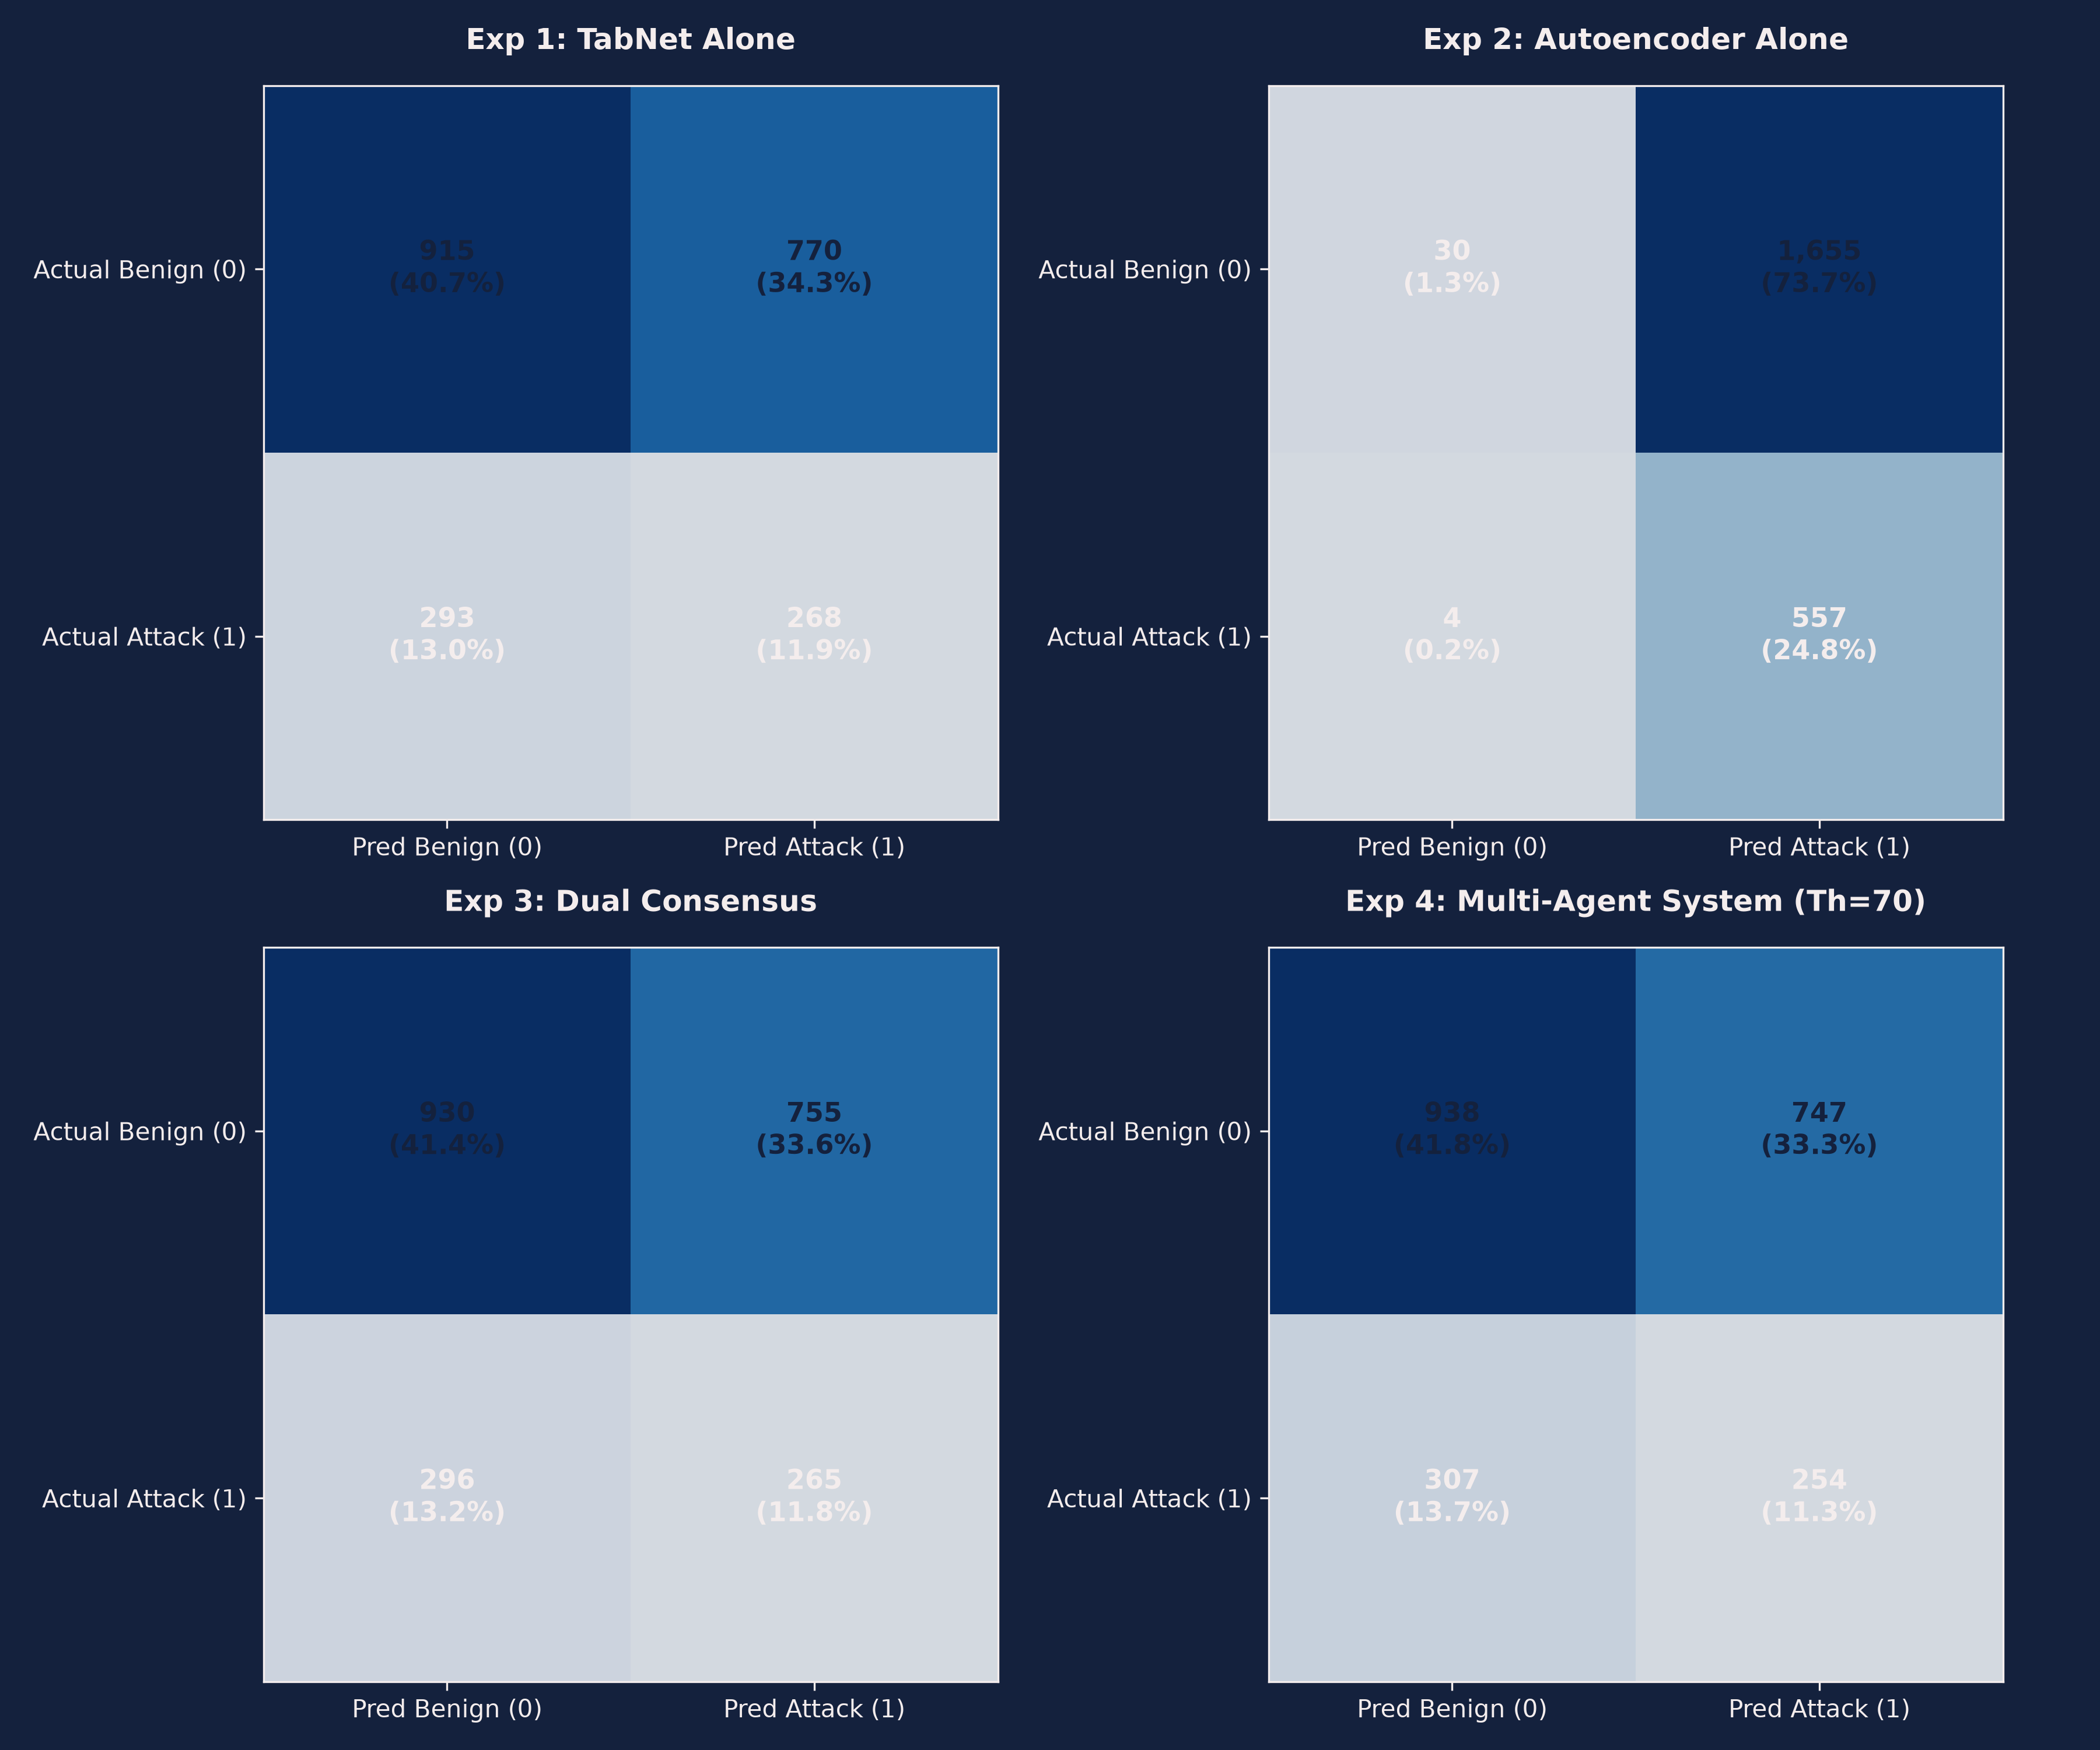 Exp 1: TabNet Alone
Actual Benign (0)
915
(40.7%)
770
(34.3%)
Actual Attack (1)
293
(13.0%)
268
(11.9%)
Pred Benign (0)
Pred Attack (1)
Exp 2: Autoencoder Alone
Actual Benign (0)
30
(1.3%)
1,655
(73.7%)
Actual Attack (1)
4
(0.2%)
557
(24.8%)
Pred Benign (0)
Pred Attack (1)
Exp 3: Dual Consensus
Actual Benign (0)
930
(41.4%)
755
(33.6%)
Actual Attack (1)
296
(13.2%)
265
(11.8%)
Pred Benign (0)
Pred Attack (1)
Exp 4: Multi-Agent System (Th=70)
Actual Benign (0)
938
(41.8%)
747
(33.3%)
Actual Attack (1)
307
(13.7%)
254
(11.3%)
Pred Benign (0)
Pred Attack (1)